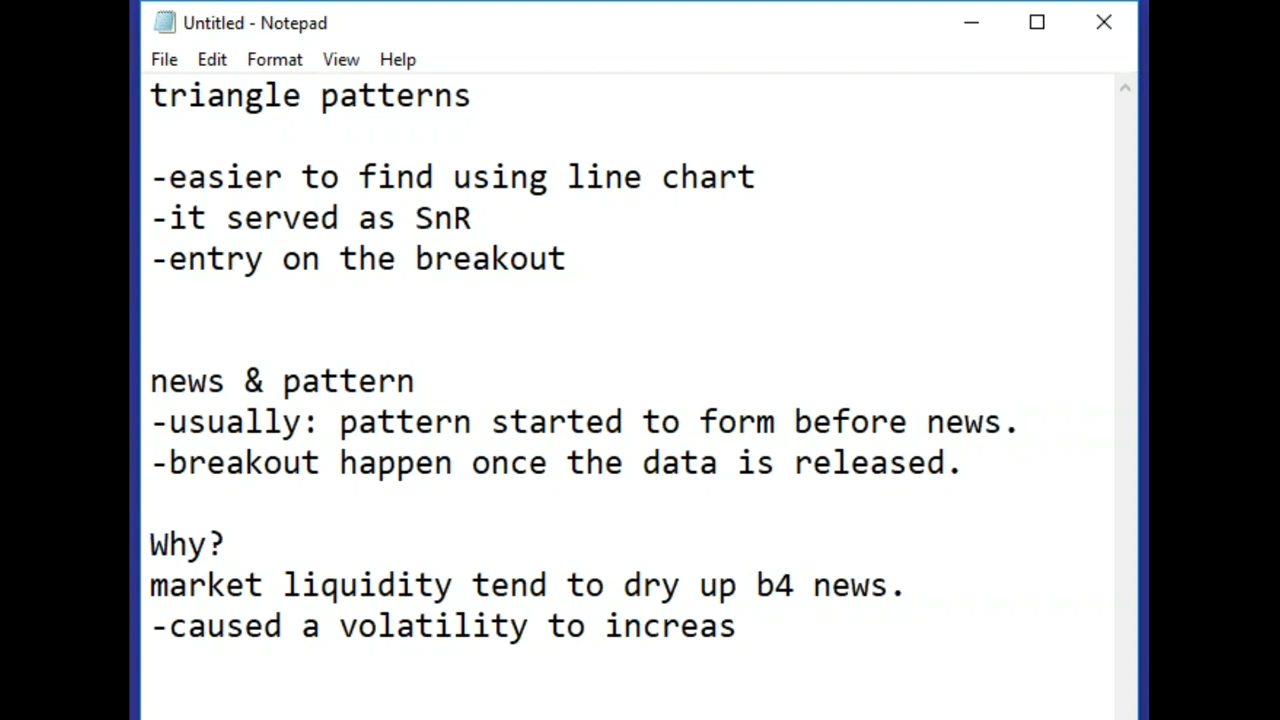 Untitled - Notepad
File Edit Format View Help
triangle patterns
-easier to find using line chart
-it served as SnR
-entry on the breakout
news & pattern
-usually: pattern started to form before news.
-breakout happen once the data is released.
Why?
market liquidity tend to dry up b4 news.
-caused a volatility to increas